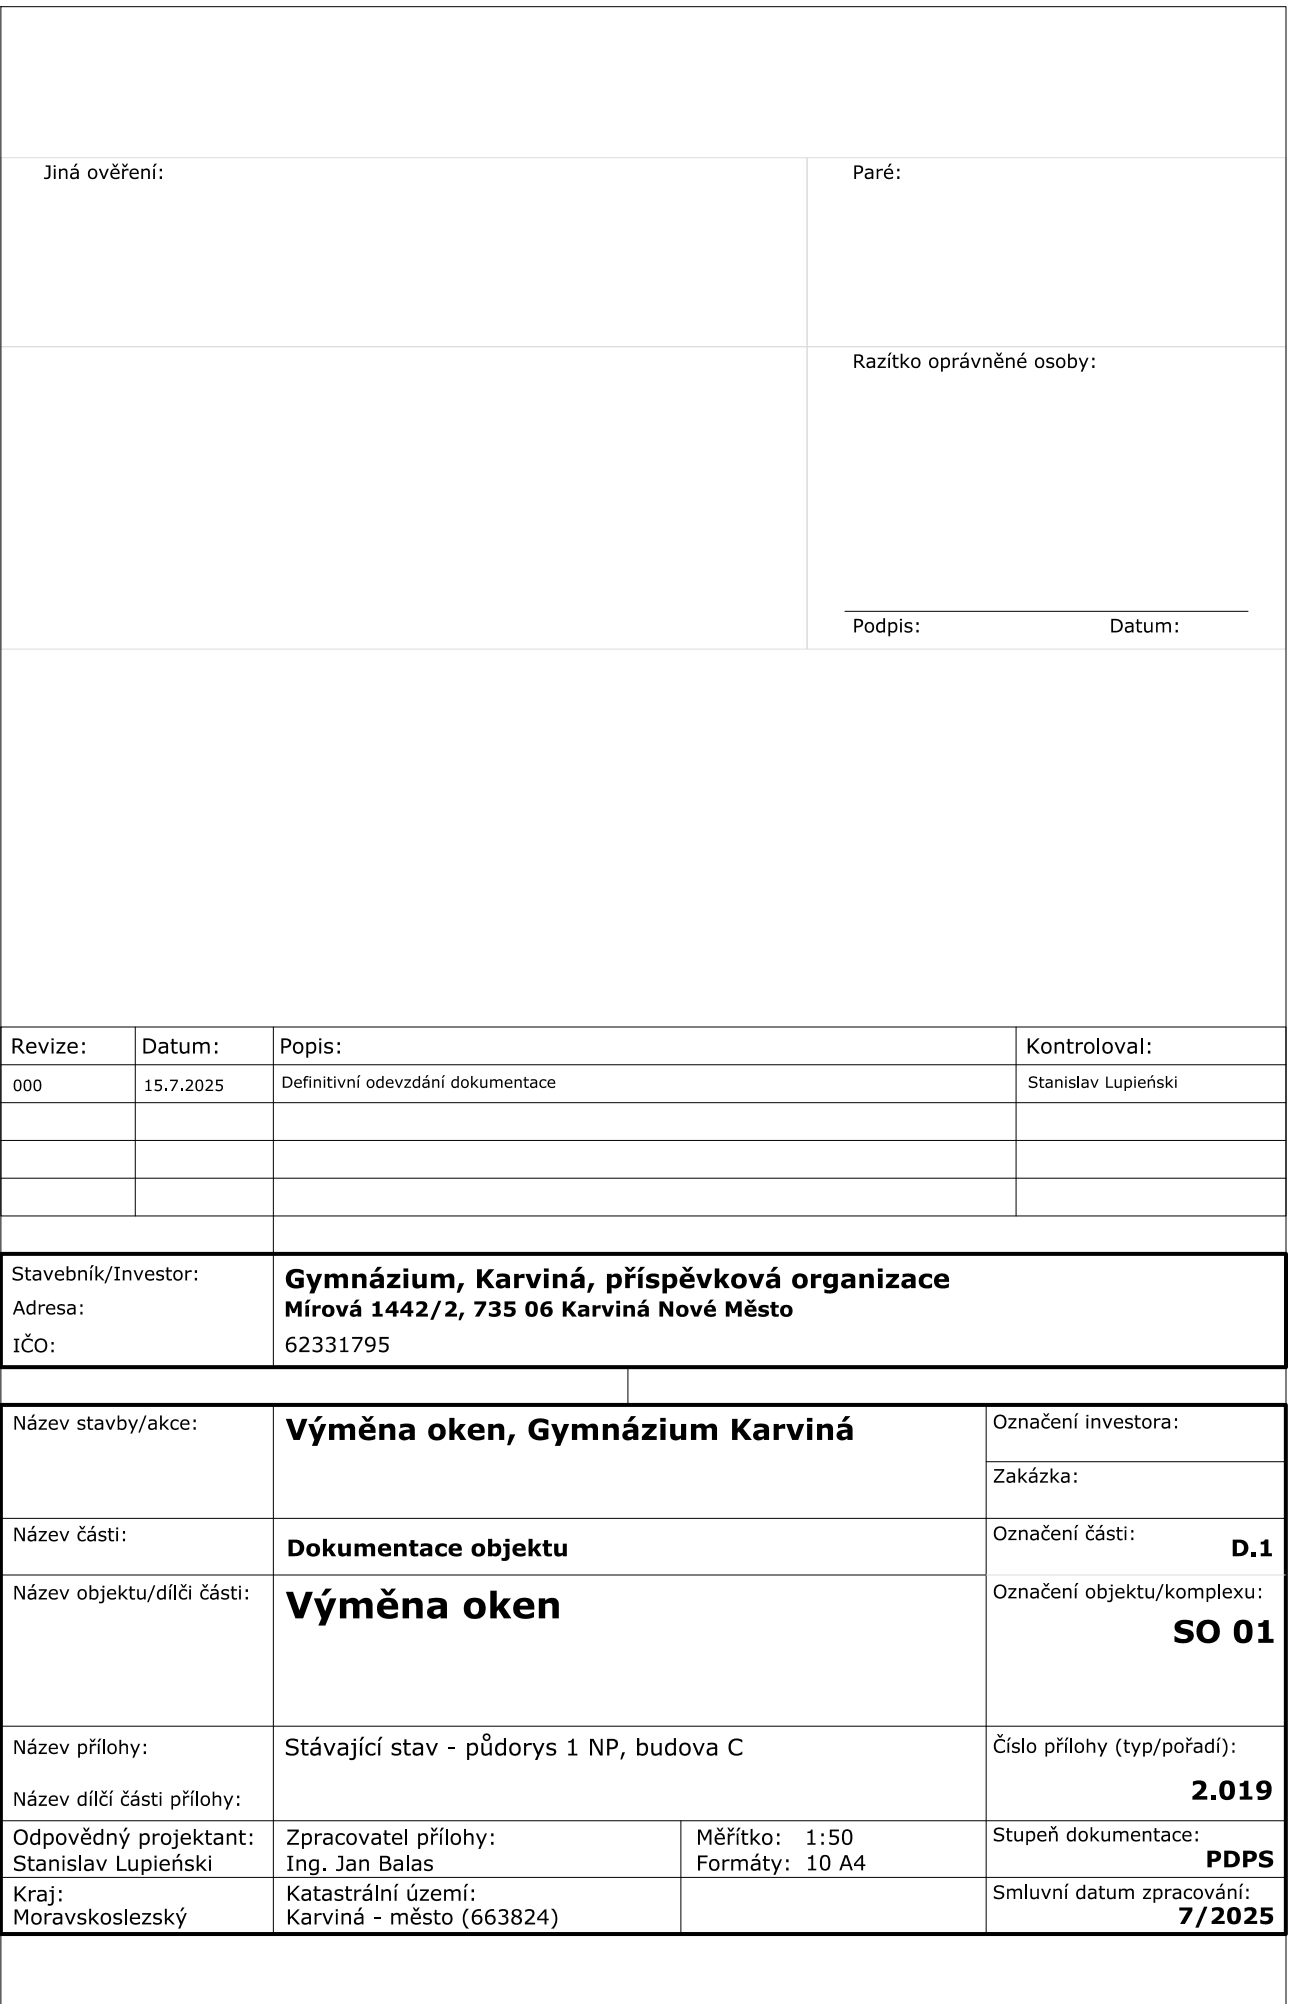 Jiná ověření:
Paré:
Razítko oprávněné osoby:
Podpis: Datum:
Revize: Datum: Popis: Kontroloval:
000 15.7.2025 Definitivní odevzdání dokumentace Stanislav Lupieński
Stavebník/Investor: Gymnázium, Karviná, příspěvková organizace
Adresa: Mírová 1442/2, 735 06 Karviná Nové Město
IČO: 62331795
Název stavby/akce: Výměna oken, Gymnázium Karviná Označení investora:
Zakázka:
Název části: Dokumentace objektu Označení části: D.1
Název objektu/dílči části: Výměna oken Označení objektu/komplexu:
SO 01
Název přílohy: Stávající stav - půdorys 1 NP, budova C Číslo přílohy (typ/pořadí):
2.019
Název dílčí části přílohy:
Odpovědný projektant: Zpracovatel přílohy: Měřítko: 1:50 Stupeň dokumentace:
Stanislav Lupieński Ing. Jan Balas Formáty: 10 A4 PDPS
Kraj: Katastrální území: Smluvní datum zpracování:
Moravskoslezský Karviná - město (663824) 7/2025